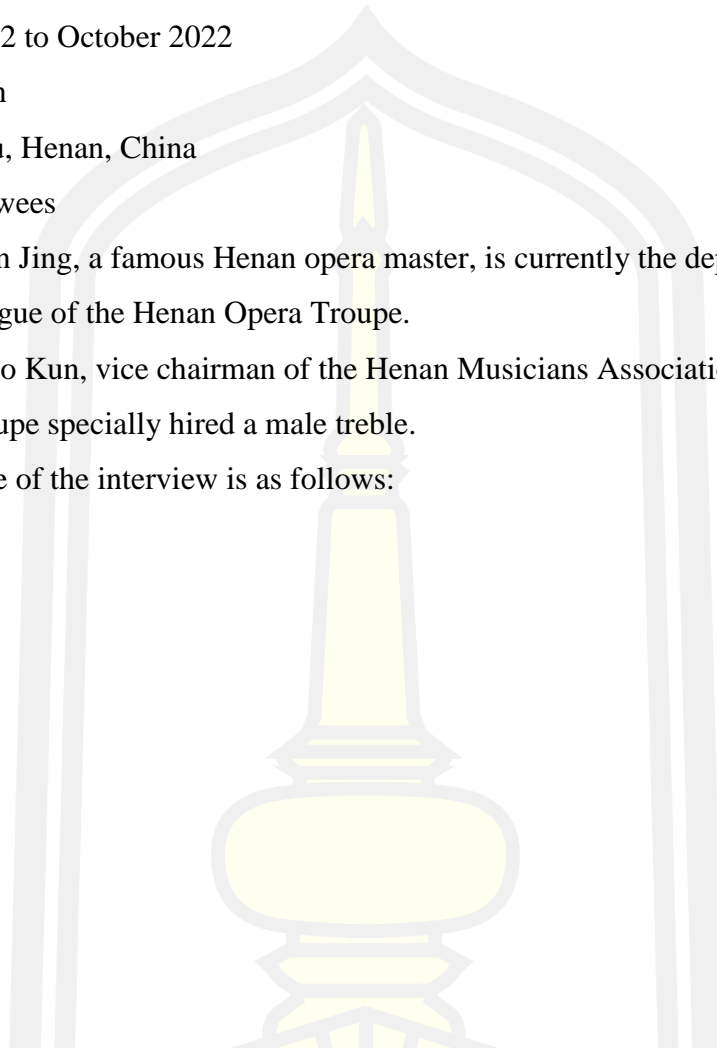 2 to October 2022
, Henan, China
wees
Jing, a famous Henan opera master, is currently the
gue of the Henan Opera Troupe.
o Kun, vice chairman of the Henan Musicians
upe specially hired a male treble.
e of the interview is as follows: